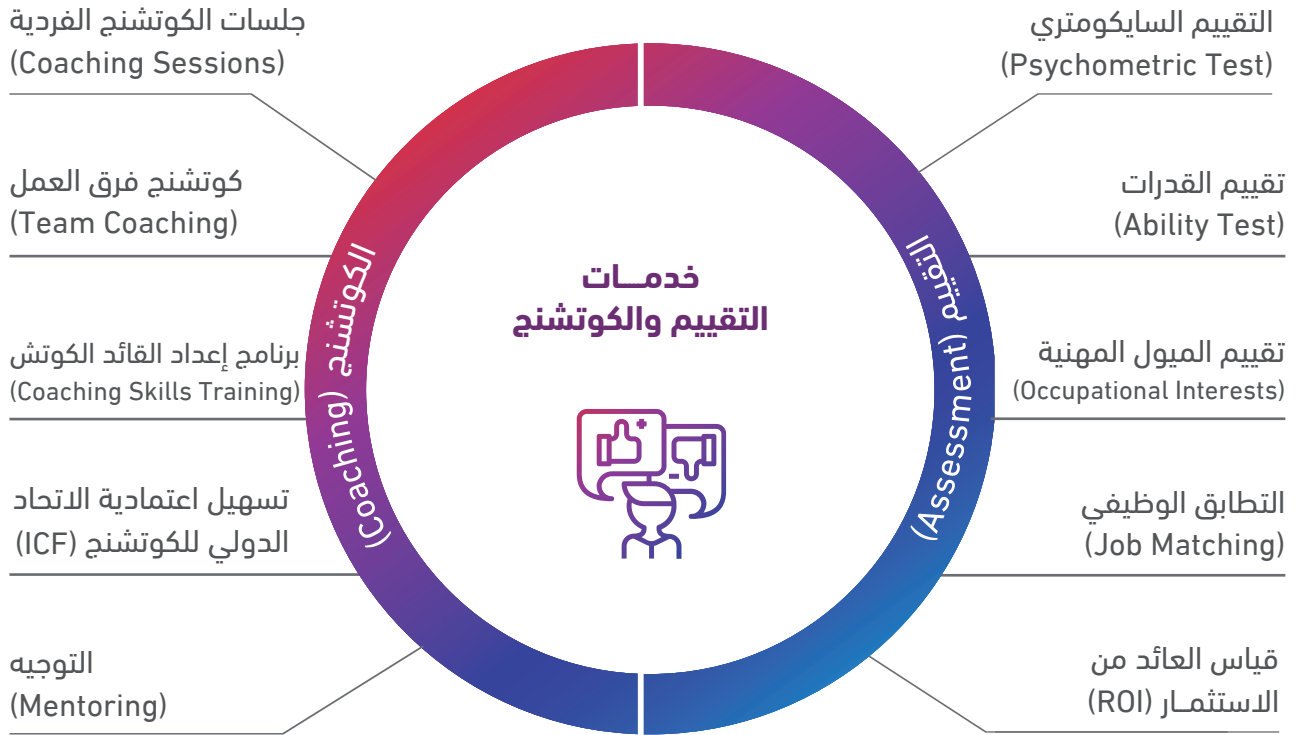 خدمـــات
التقييم والكوتشنج
التقييم (Assessment)
التقييم السايكومتري
(Psychometric Test)
تقييم القدرات
(Ability Test)
تقييم الميول المهنية
(Occupational Interests)
التطابق الوظيفي
(Job Matching)
قياس العائد من
الاستثمــار (ROI)
الكوتشنج (Coaching)
جلسات الكوتشنج الفردية
(Coaching Sessions)
كوتشنج فرق العمل
(Team Coaching)
برنامج إعداد القائد الكوتش
(Coaching Skills Training)
تسهيل اعتمادية الاتحاد
الدولي للكوتشنج (ICF)
التوجيه
(Mentoring)